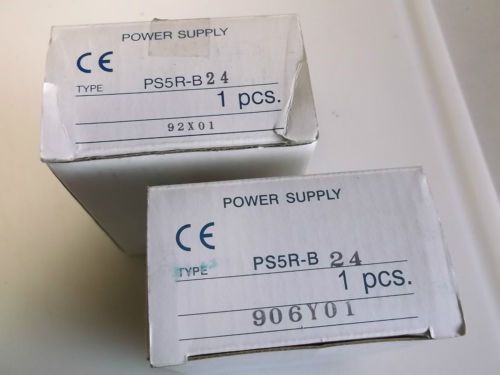 POWER SUPPLY
CE
TYPE PS5R-B 24
1 pcs.
92X01
POWER SUPPLY
CE
TYPE PS5R-B 24
1 pcs.
906Y01